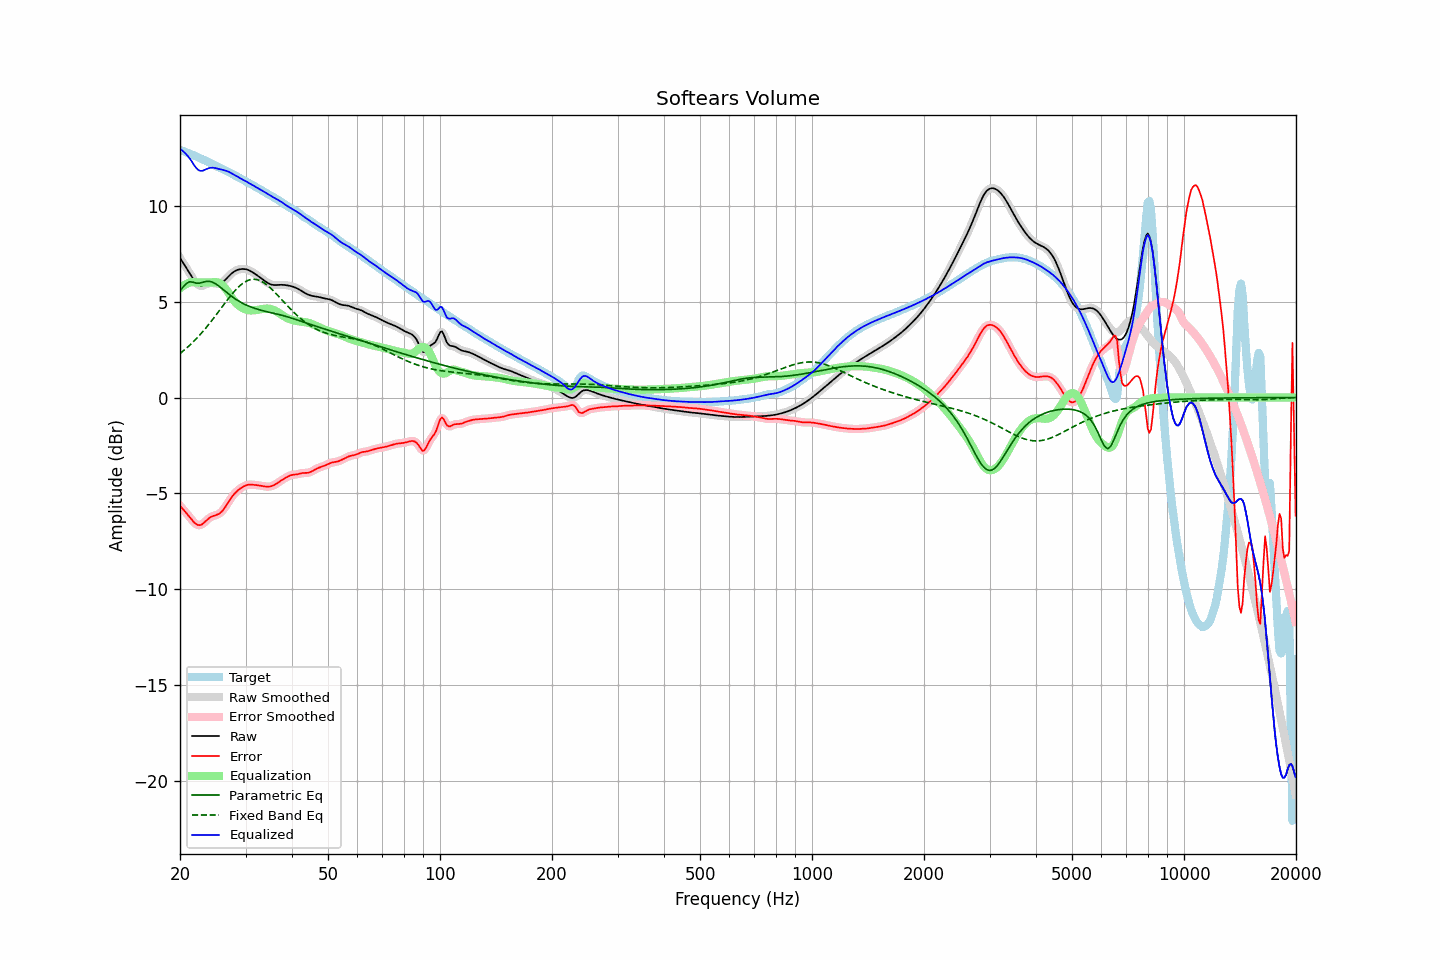 Softears Volume
Amplitude (dBr)
10
5
0
−5
−10
−15
−20
Target
Raw Smoothed
Error Smoothed
Raw
Error
Equalization
Parametric Eq
Fixed Band Eq
Equalized
20 50 100 200 500 1000 2000 5000 10000 20000
Frequency (Hz)